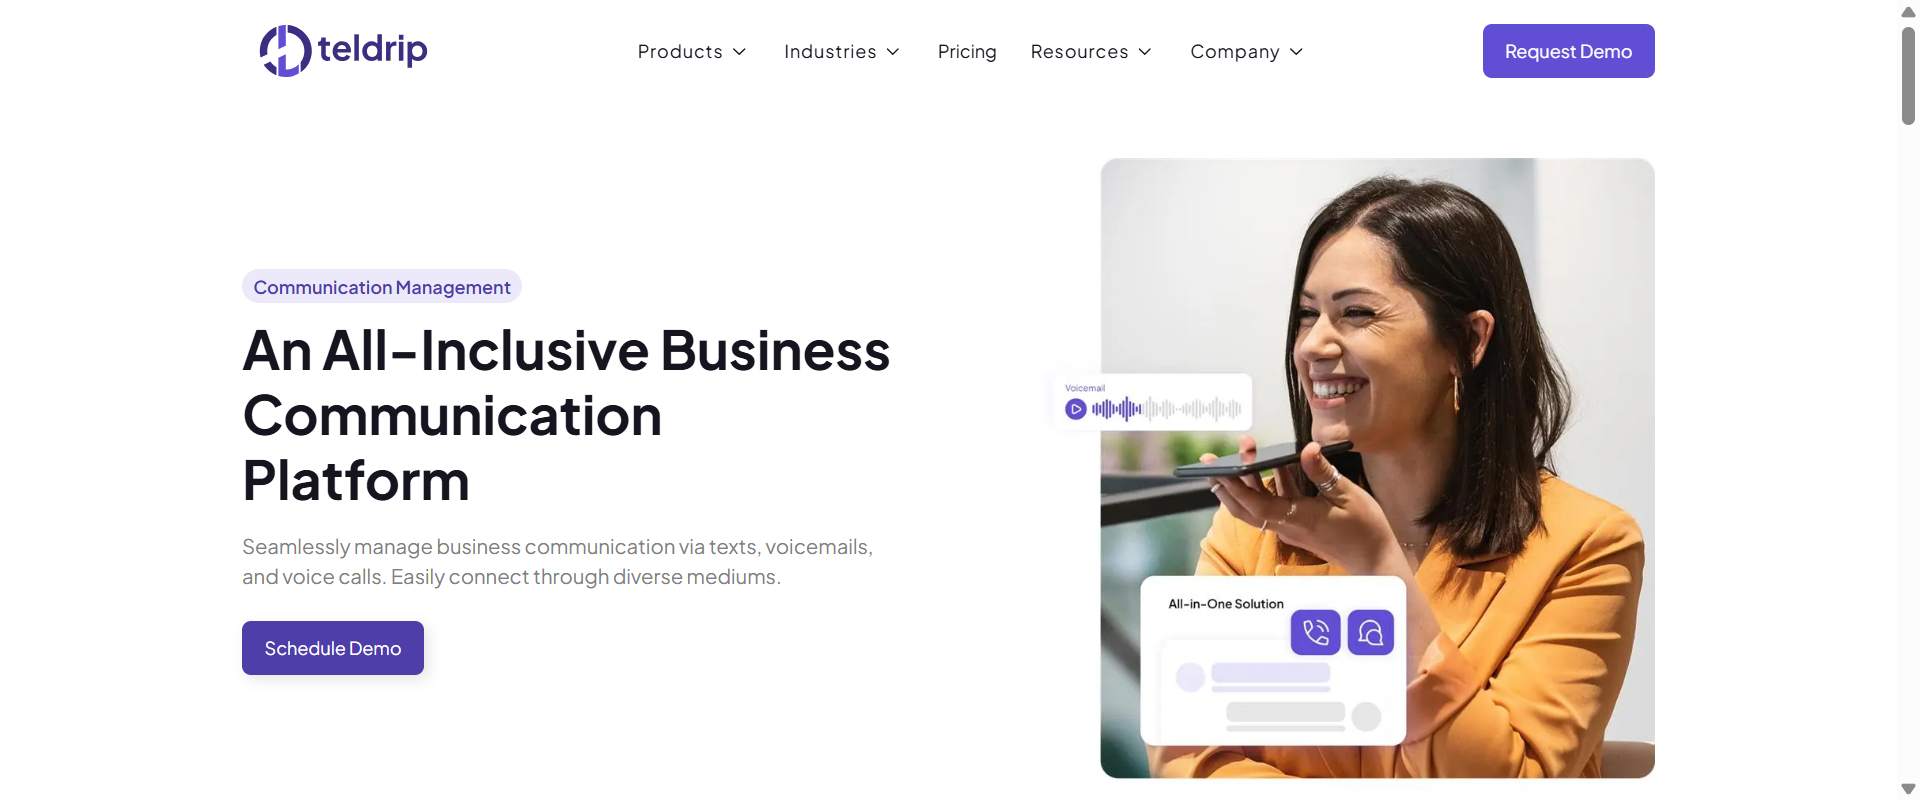 teldrip
Products
Industries
Pricing
Resources
Company
Request Demo
Communication Management
An All-Inclusive Business
Communication
Platform
Seamlessly manage business communication via texts, voicemails,
and voice calls. Easily connect through diverse mediums.
Schedule Demo
Voicemail
All-in-One Solution